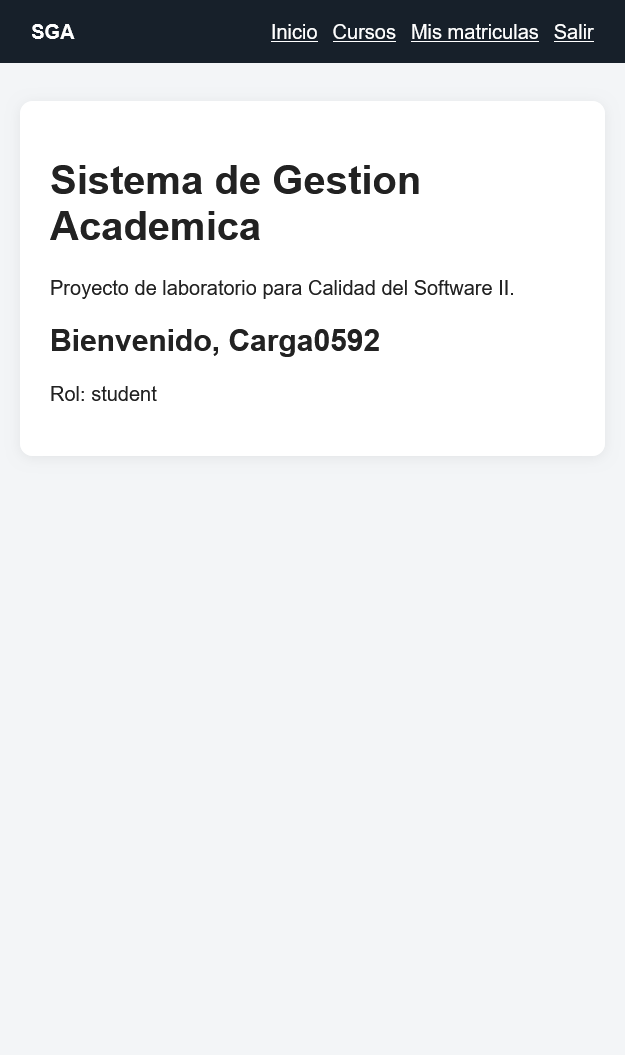 SGA
Inicio Cursos Mis matriculas Salir
Sistema de Gestion
Academica
Proyecto de laboratorio para Calidad del Software II.
Bienvenido, Carga0592
Rol: student